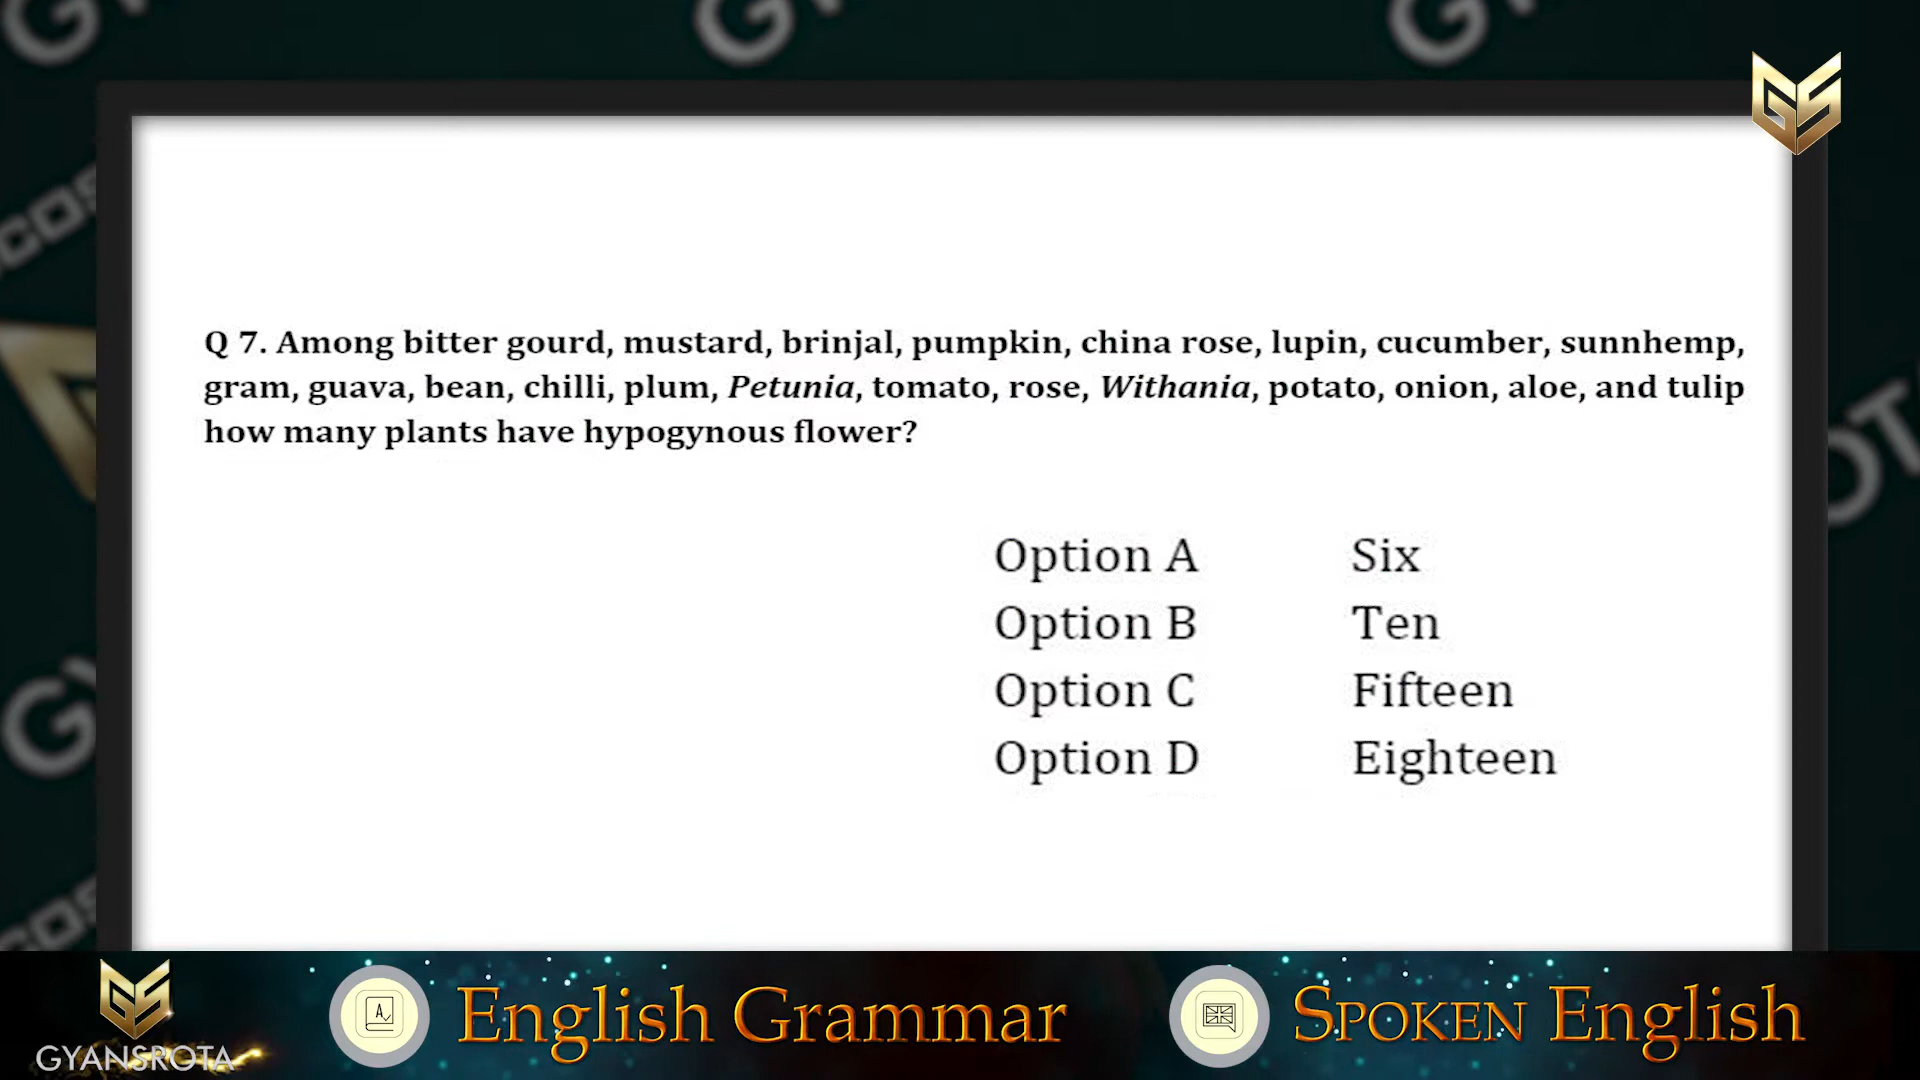 Q 7. Among bitter gourd, mustard, brinjal, pumpkin, china rose, lupin, cucumber, sunnhemp,
gram, guava, bean, chilli, plum, Petunia, tomato, rose, Withania, potato, onion, aloe, and tulip
how many plants have hypogynous flower?
Option A Six
Option B Ten
Option C Fifteen
Option D Eighteen
GYANSROTA
English Grammar
SPOKEN English